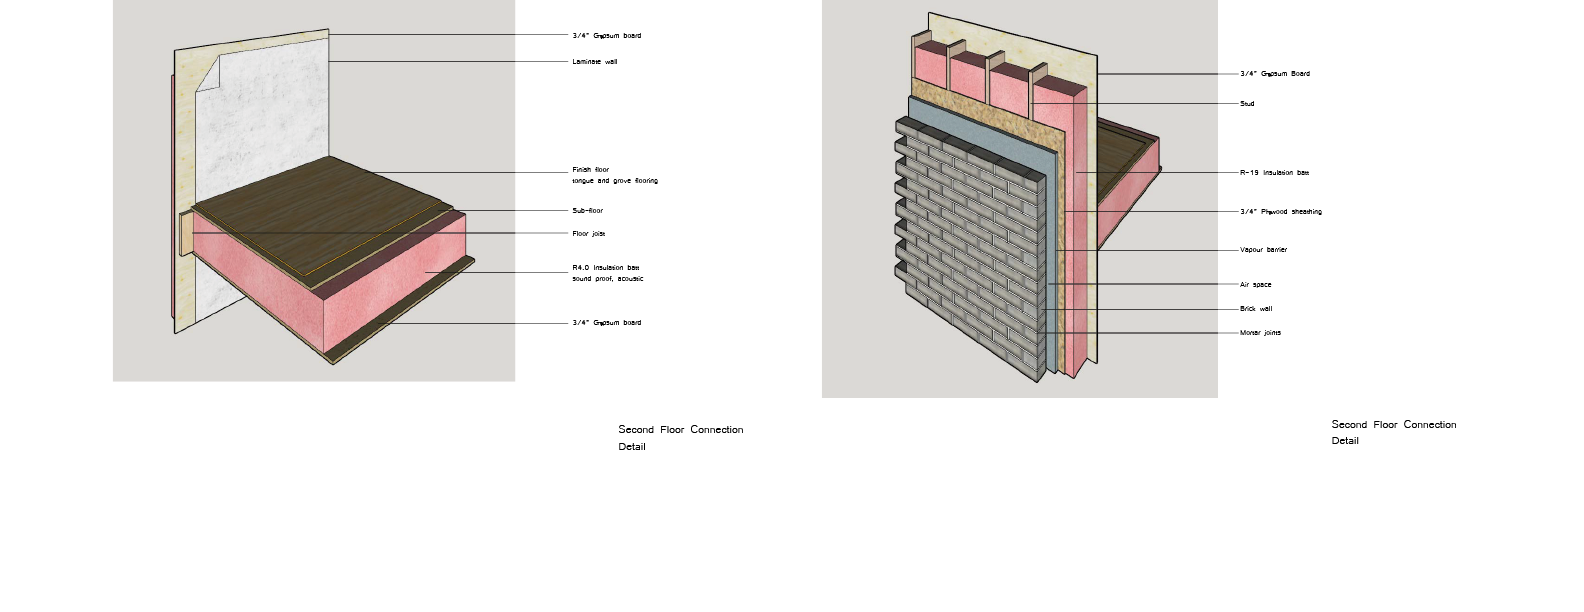 3/4" Gypsum board
Laminate wall
Finish floor
tongue and grove flooring
Sub-floor
Floor joist
R4.0 Insulation batt
sound proof, acoustic
3/4" Gypsum board
Second Floor Connection
Detail
3/4" Gypsum Board
Stud
R-19 Insulation batt
3/4" Plywood sheathing
Vapour barrier
Air space
Brick wall
Mortar joints
Second Floor Connection
Detail